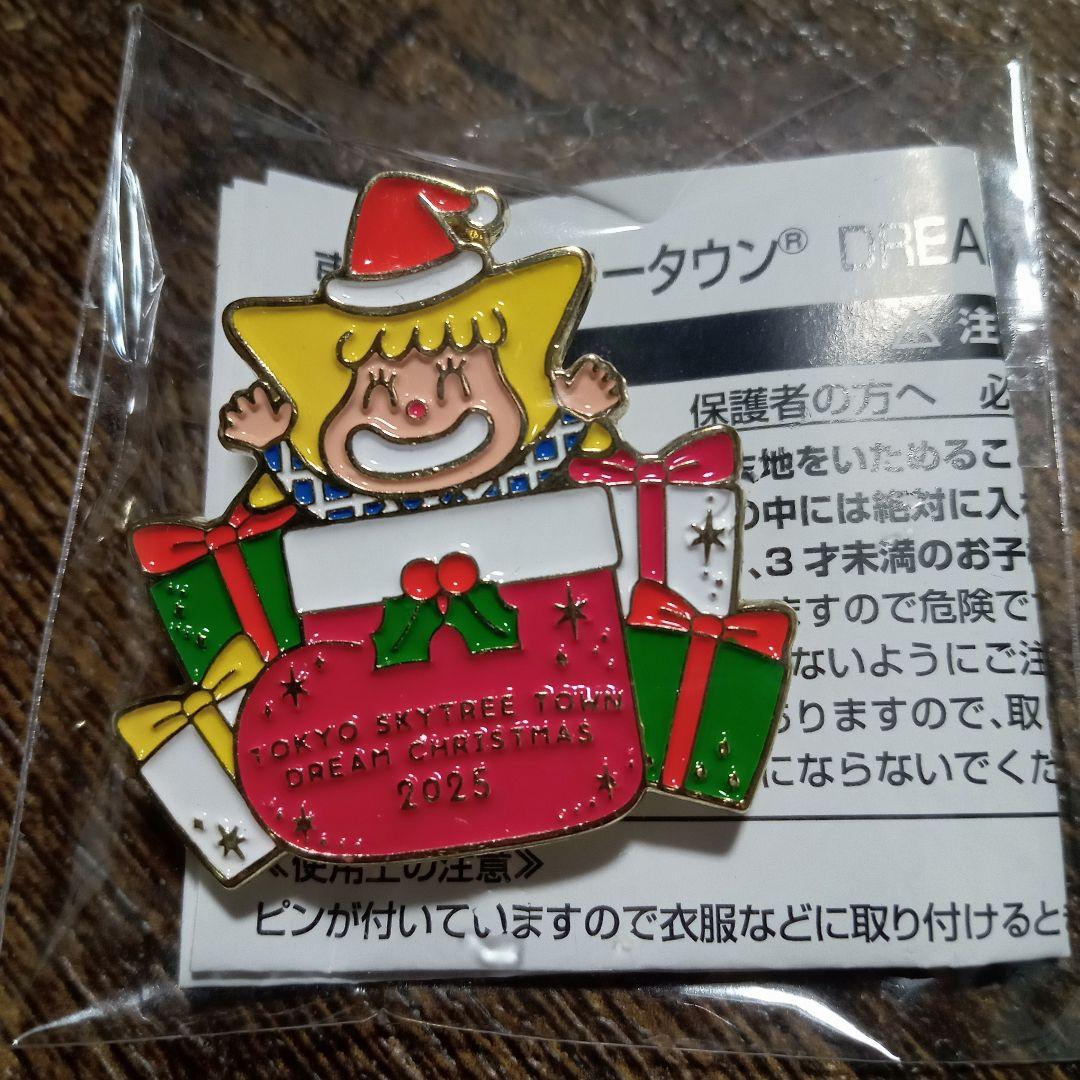 ータウン® DREA
⚠ 注
保護者の方へ 必
地をいためるこ
の中には絶対に入
、3才未満のお子
ますので危険で
ないようにご注
りますので、取
にならないでくだ
TOKYO SKYTREE TOWN
DREAM CHRISTMAS
2025
≪使用上の注意≫
ピンが付いていますので衣服などに取り付けると